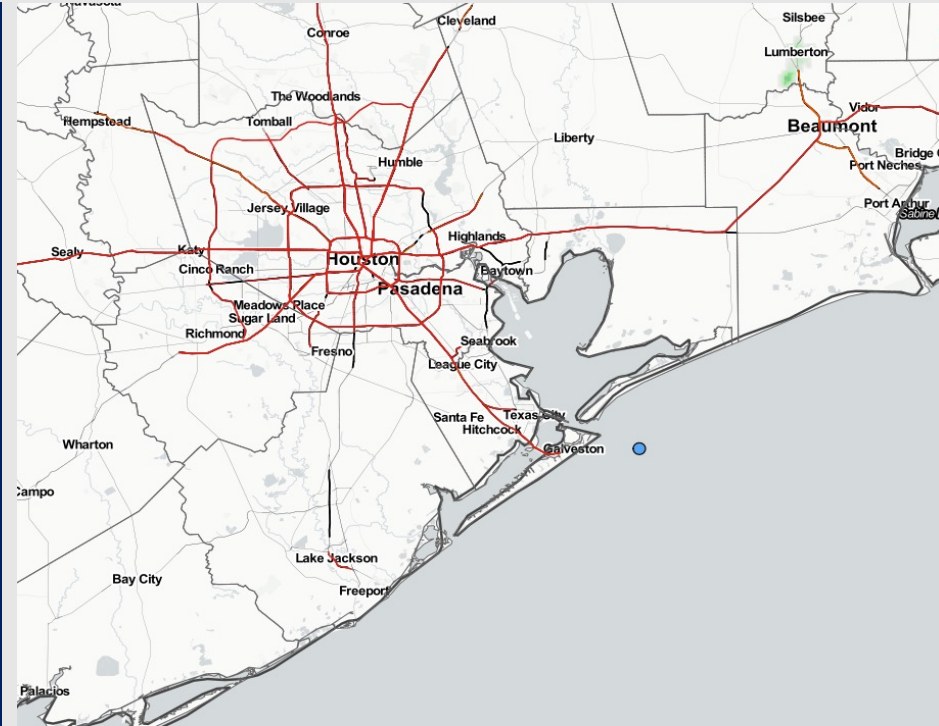 Cleveland
Silsbee
Conroe
Lumberton
The Woodlands
Hempstead
Tomball
Vidor
Beaumont
Liberty
Bridge
Humble
Port Neches
Port Arthur
Sabine
Jersey Village
Highlands
Sealy
Katy
Houston
Cinco Ranch
Baytown
Pasadena
Meadows Place
Sugar Land
Richmond
Seabrook
Fresno
League City
Santa Fe
Texas City
Hitchcock
Wharton
Galveston
Campo
Lake Jackson
Bay City
Freeport
Palacios